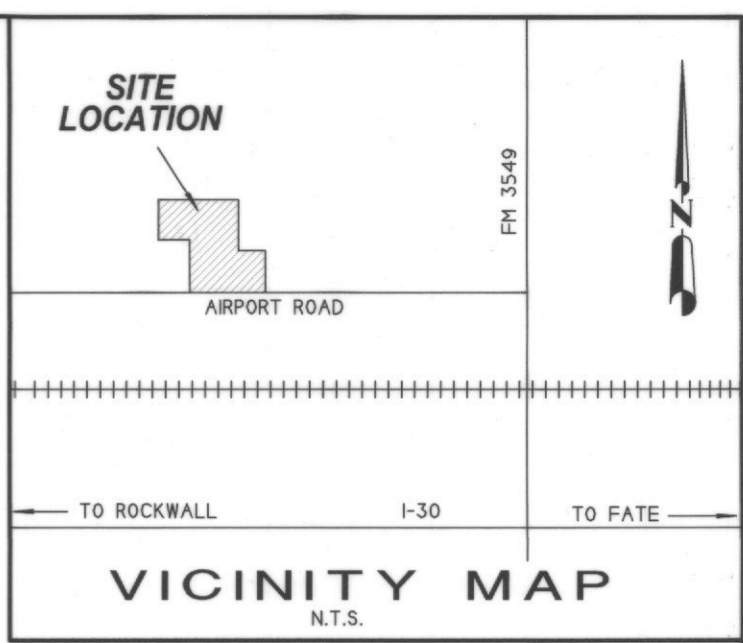 SITE
LOCATION
FM 3549
N
AIRPORT ROAD
TO ROCKWALL
I-30
TO FATE
VICINITY MAP
N.T.S.